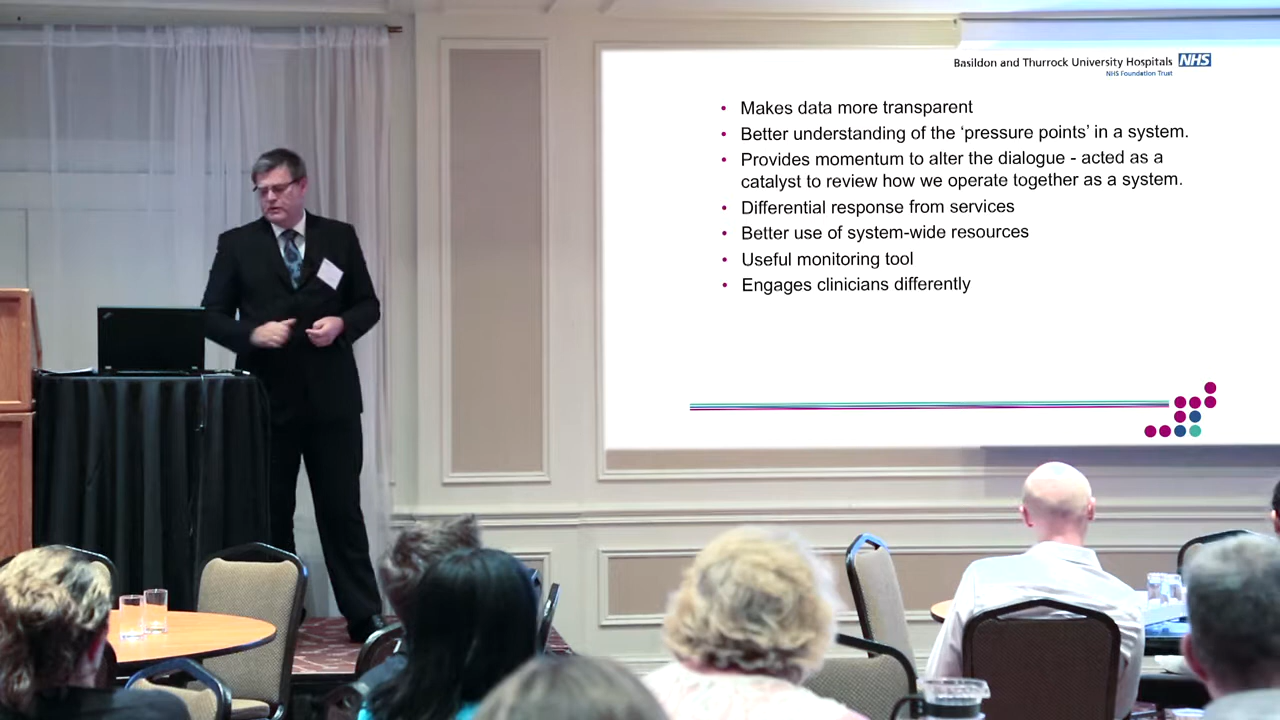 Basildon and Thurrock University Hospitals NHS
NHS Foundation Trust
• Makes data more transparent
• Better understanding of the ‘pressure points’ in a system.
• Provides momentum to alter the dialogue - acted as a
catalyst to review how we operate together as a system.
• Differential response from services
• Better use of system-wide resources
• Useful monitoring tool
• Engages clinicians differently